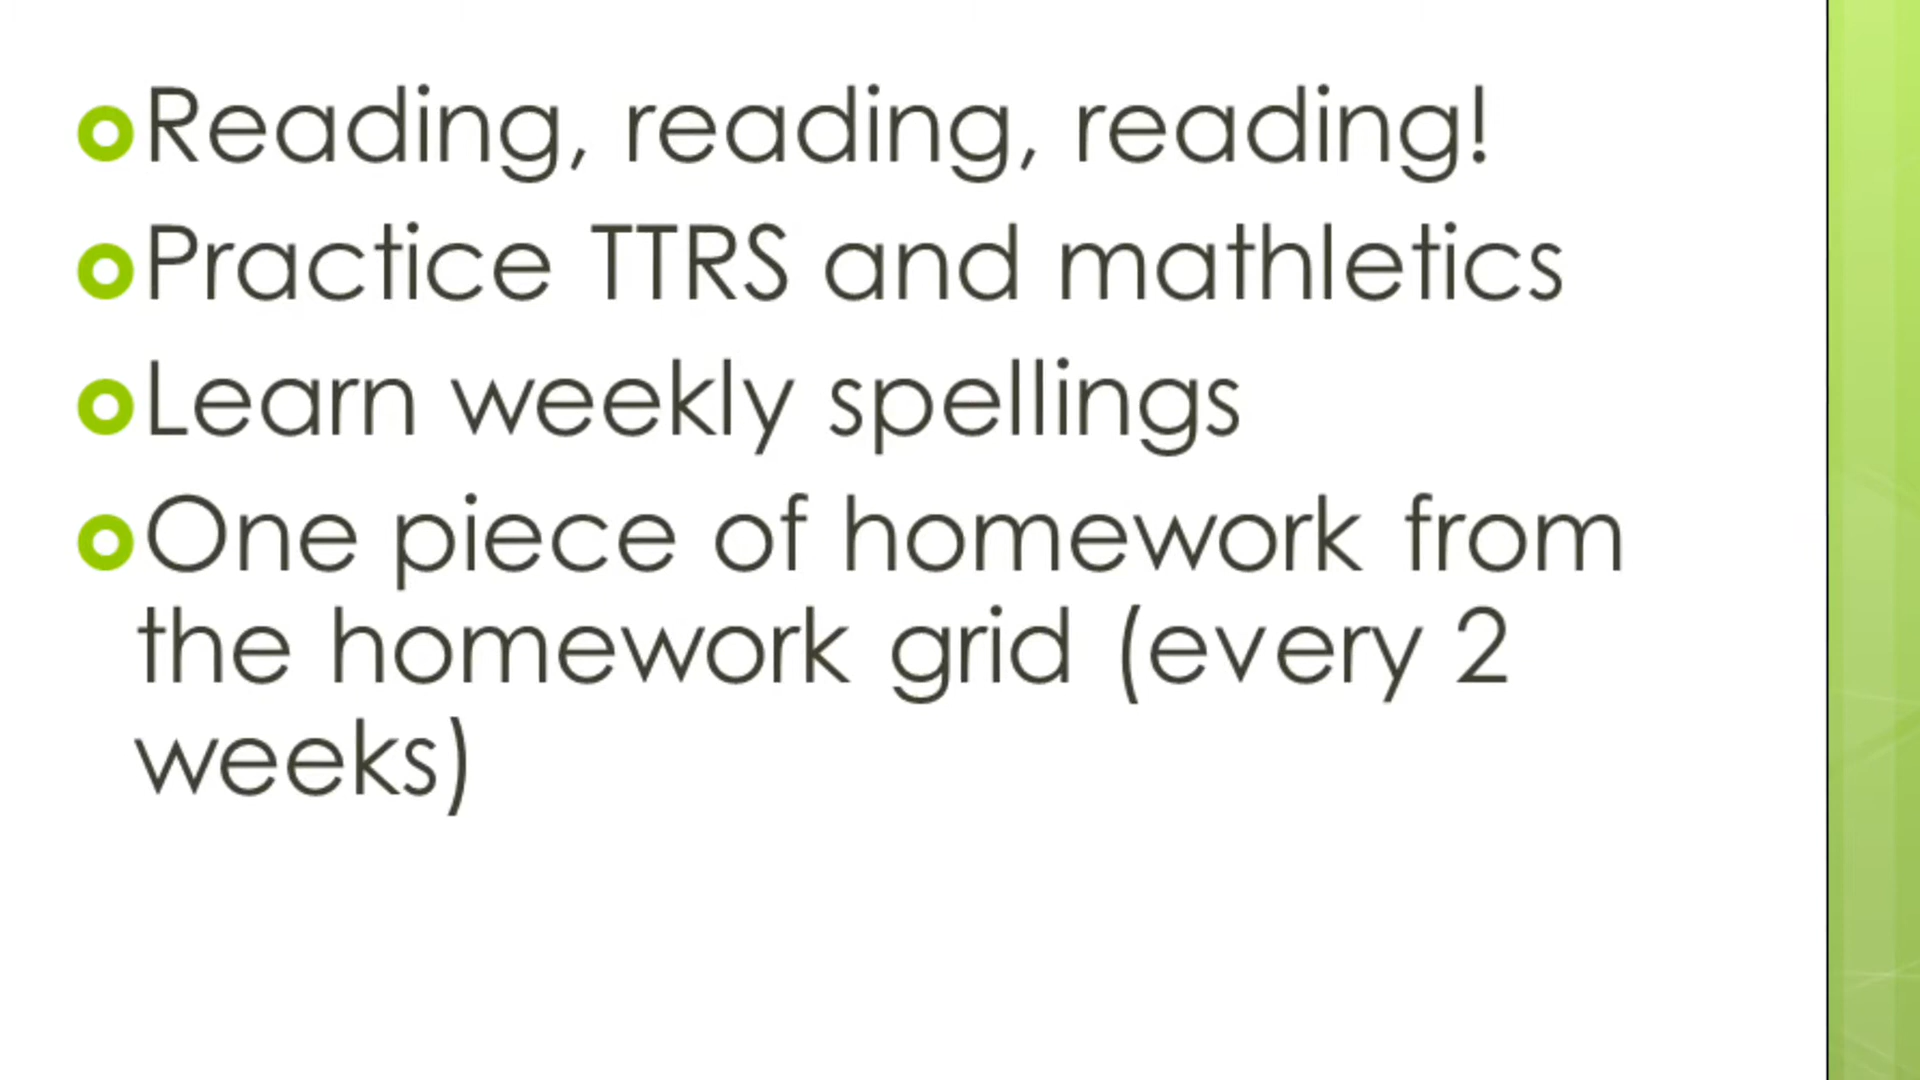 Reading, reading, reading!
Practice TTRS and mathletics
Learn weekly spellings
One piece of homework from
the homework grid (every 2
weeks)